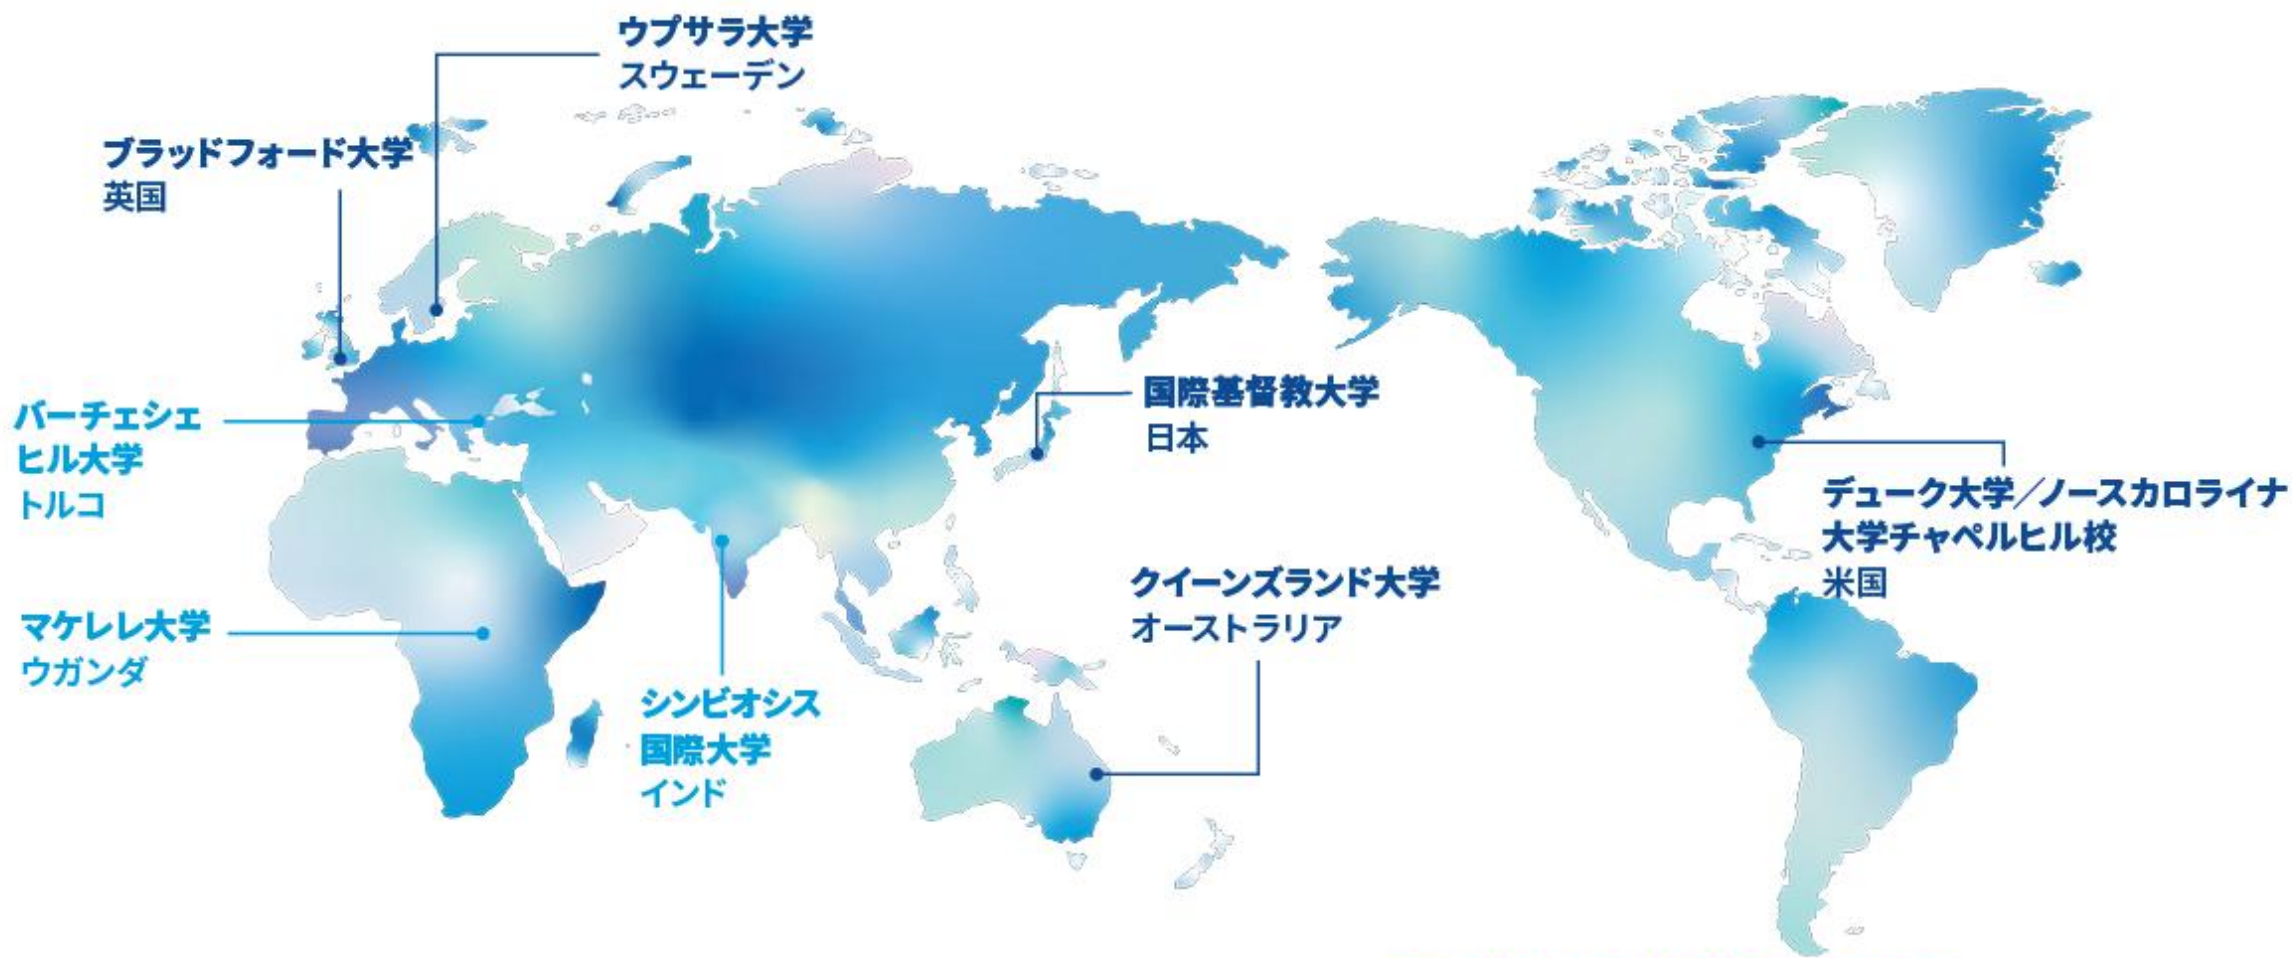 ウプサラ大学
スウェーデン
ブラッドフォード大学
英国
バーチェシェ
ヒル大学
トルコ
マケレレ大学
ウガンダ
シンビオシス
国際大学
インド
国際基督教大学
日本
クイーンズランド大学
オーストラリア
デューク大学／ノースカロライナ
大学チャペルヒル校
米国